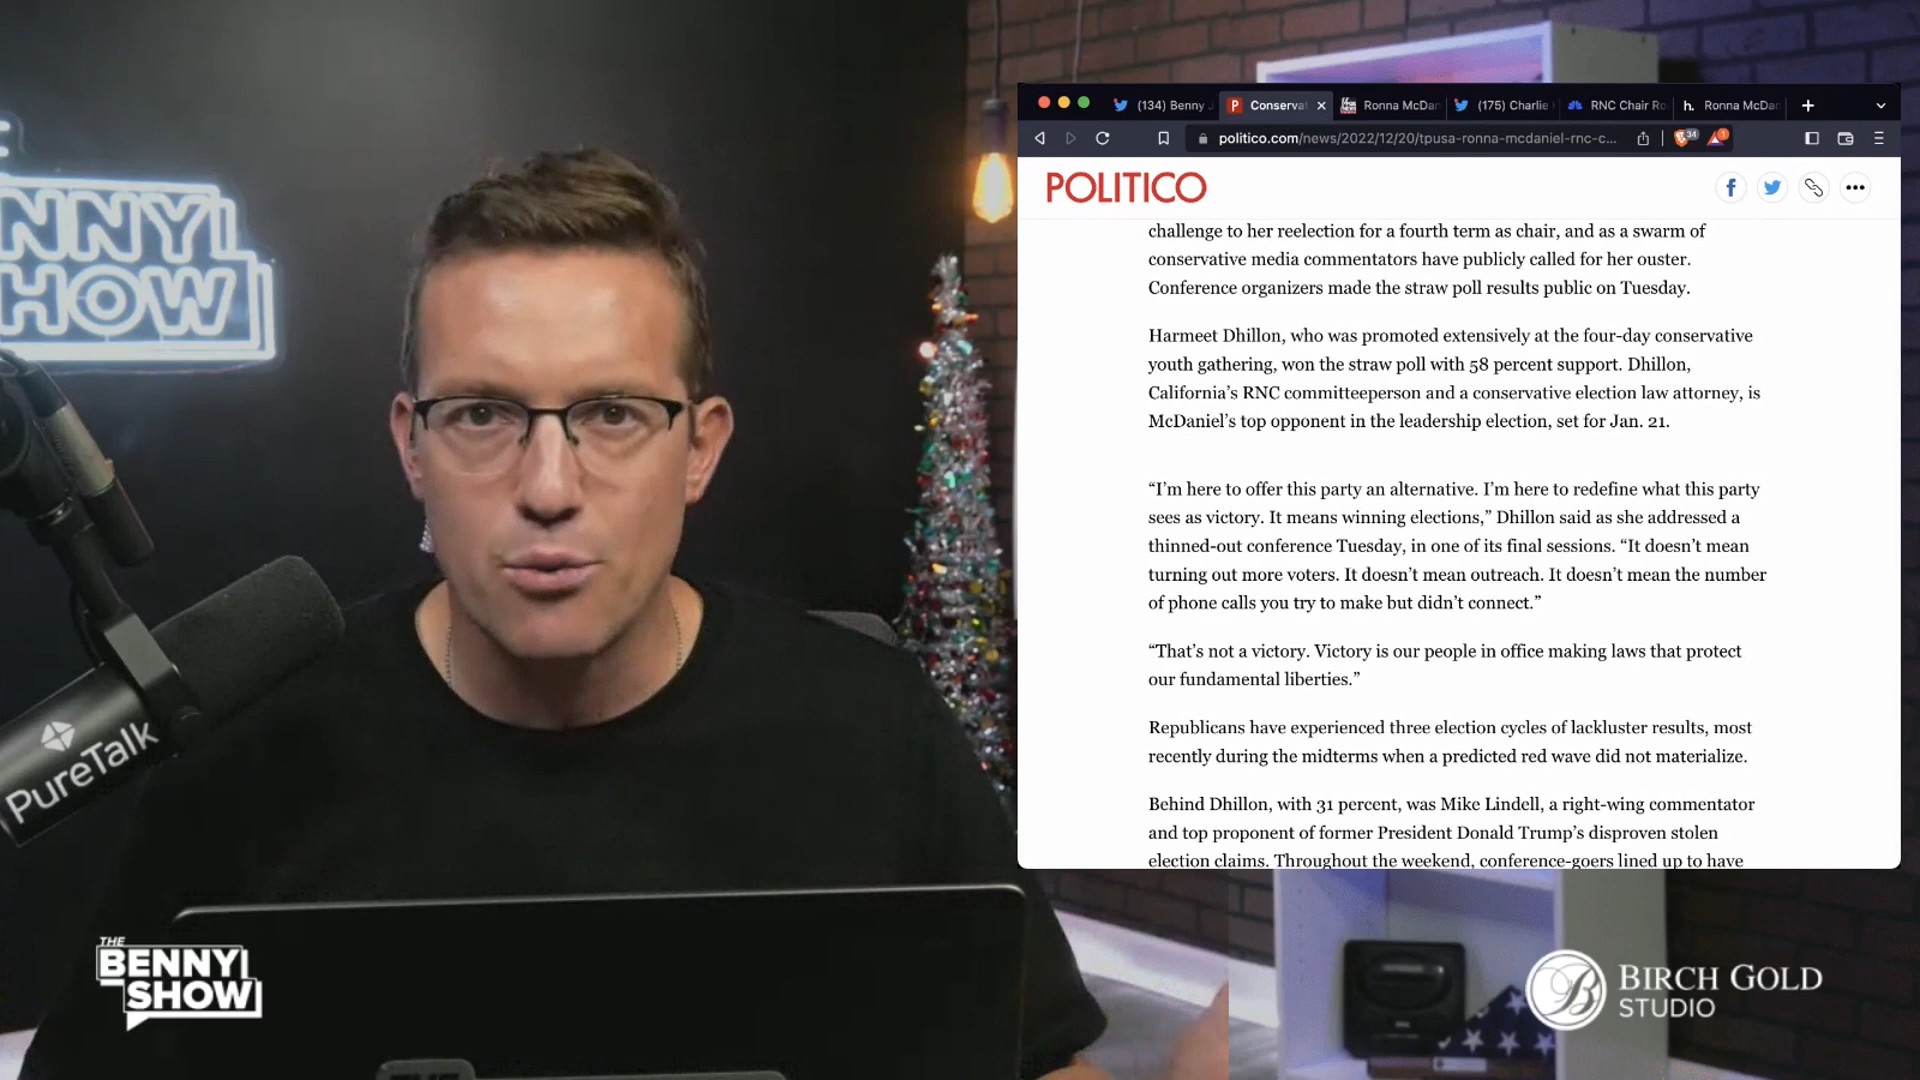 NNY
HOW
PureTalk
THE
BENNY
SHOW
(134) Benny J
Conservat
Ronna McDan
(175) Charlie
RNC Chair Ro
h. Ronna McDan
politico.com/news/2022/12/20/tpusa-ronna-mcdaniel-rnc-c...
34
1
POLITICO
challenge to her reelection for a fourth term as chair, and as a swarm of
conservative media commentators have publicly called for her ouster.
Conference organizers made the straw poll results public on Tuesday.
Harmeet Dhillon, who was promoted extensively at the four-day conservative
youth gathering, won the straw poll with 58 percent support. Dhillon,
California’s RNC committeeperson and a conservative election law attorney, is
McDaniel’s top opponent in the leadership election, set for Jan. 21.
“I’m here to offer this party an alternative. I’m here to redefine what this party
sees as victory. It means winning elections,” Dhillon said as she addressed a
thinned-out conference Tuesday, in one of its final sessions. “It doesn’t mean
turning out more voters. It doesn’t mean outreach. It doesn’t mean the number
of phone calls you try to make but didn’t connect.”
“That’s not a victory. Victory is our people in office making laws that protect
our fundamental liberties.”
Republicans have experienced three election cycles of lackluster results, most
recently during the midterms when a predicted red wave did not materialize.
Behind Dhillon, with 31 percent, was Mike Lindell, a right-wing commentator
and top proponent of former President Donald Trump’s disproven stolen
election claims. Throughout the weekend, conference-goers lined up to have
BIRCH GOLD
STUDIO